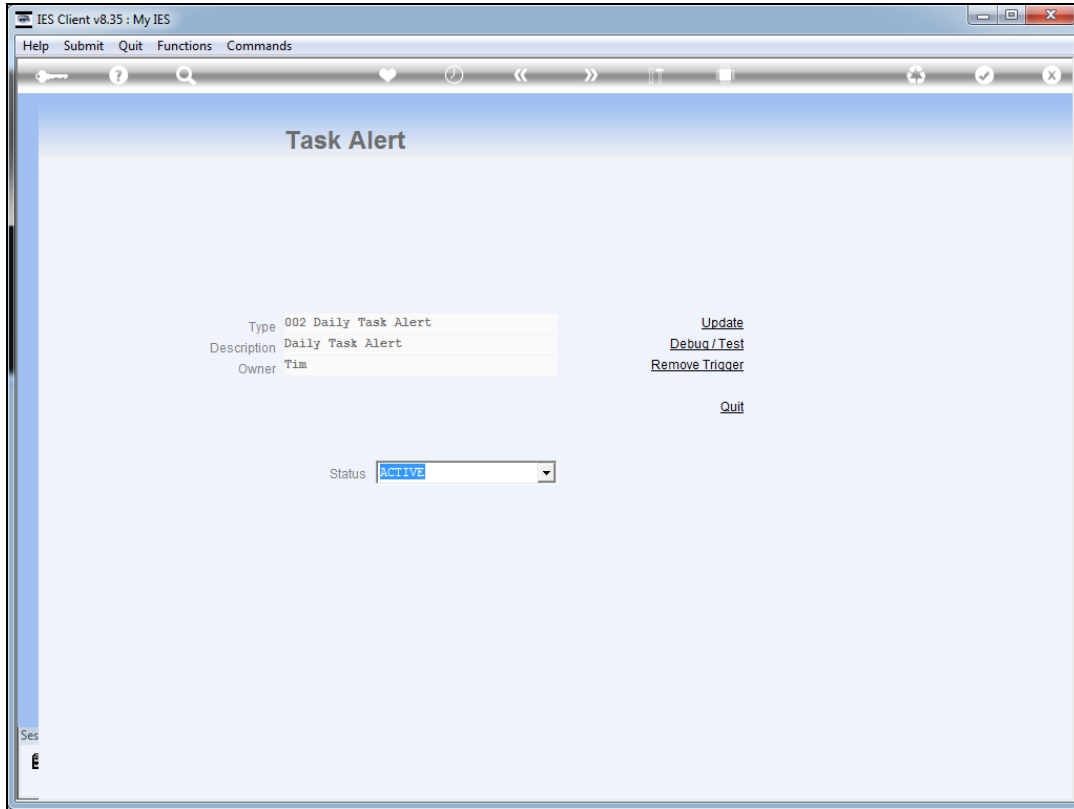 IES Client v8.35 : My IES
Help Submit Quit Functions Commands
Task Alert
Type 002 Daily Task Alert
Update
Description Daily Task Alert
Debug / Test
Owner Tim
Remove Trigger
Quit
Status ACTIVE
Ses